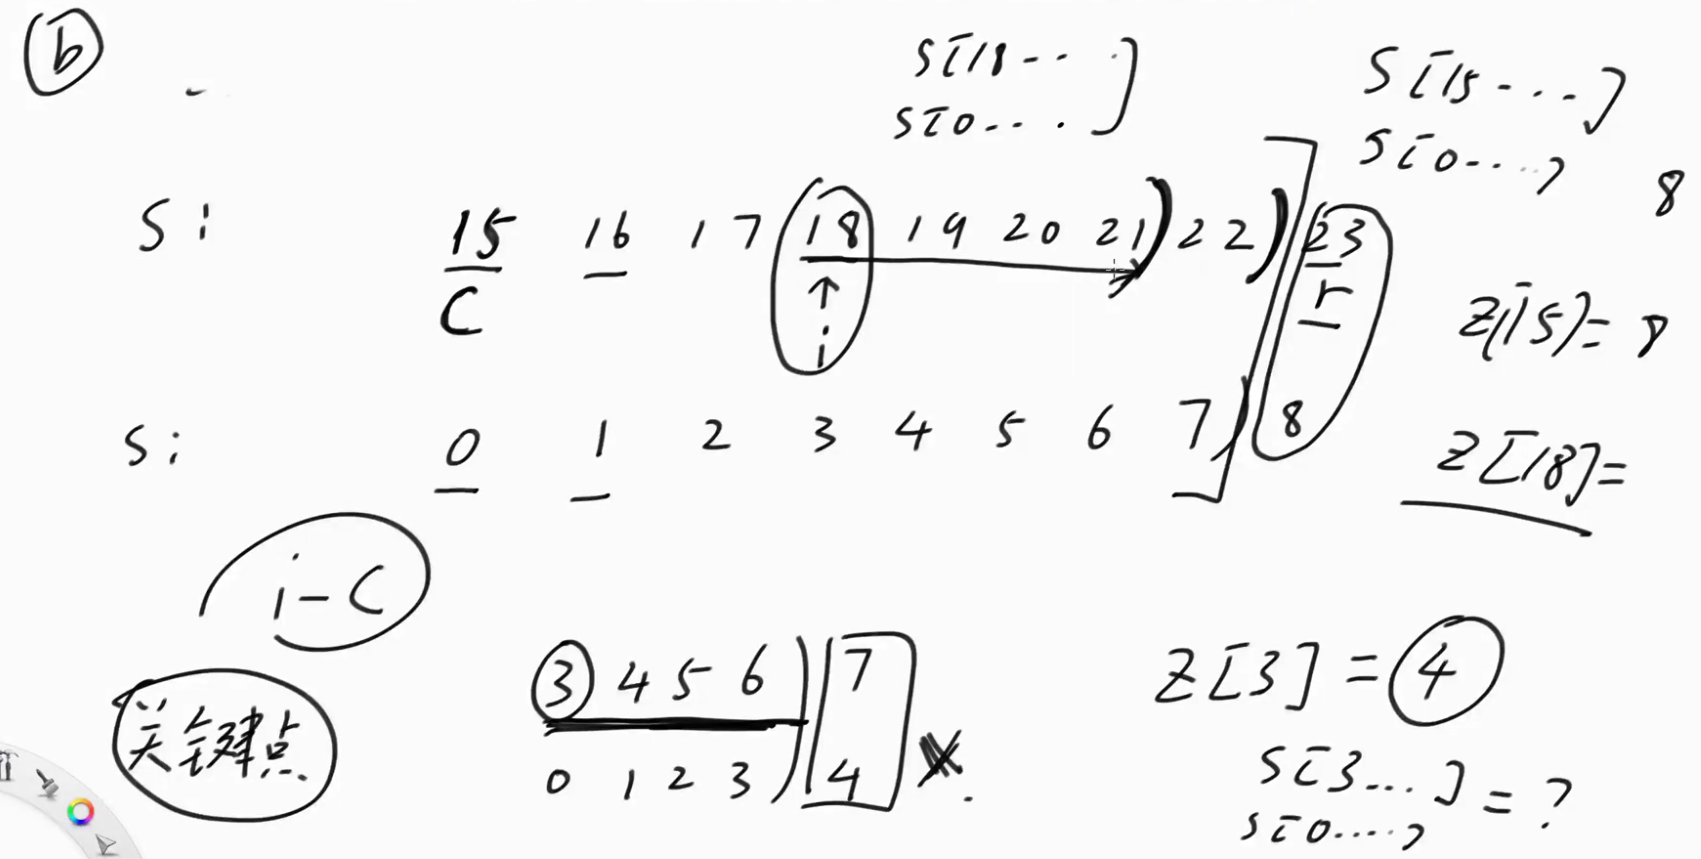 b
S[18... ]
S[0... ]
S[15....]
S[0....]
8
S: 15 16 17 18 19 20 21) 22) 23
C ↑ r
i
Z[15]= 8
S: 0 1 2 3 4 5 6 7) 8
Z[18]=
i-C
关键点
3 4 5 6) 7
0 1 2 3) 4
Z[3] = 4
S[3...] = ?
S[0....]